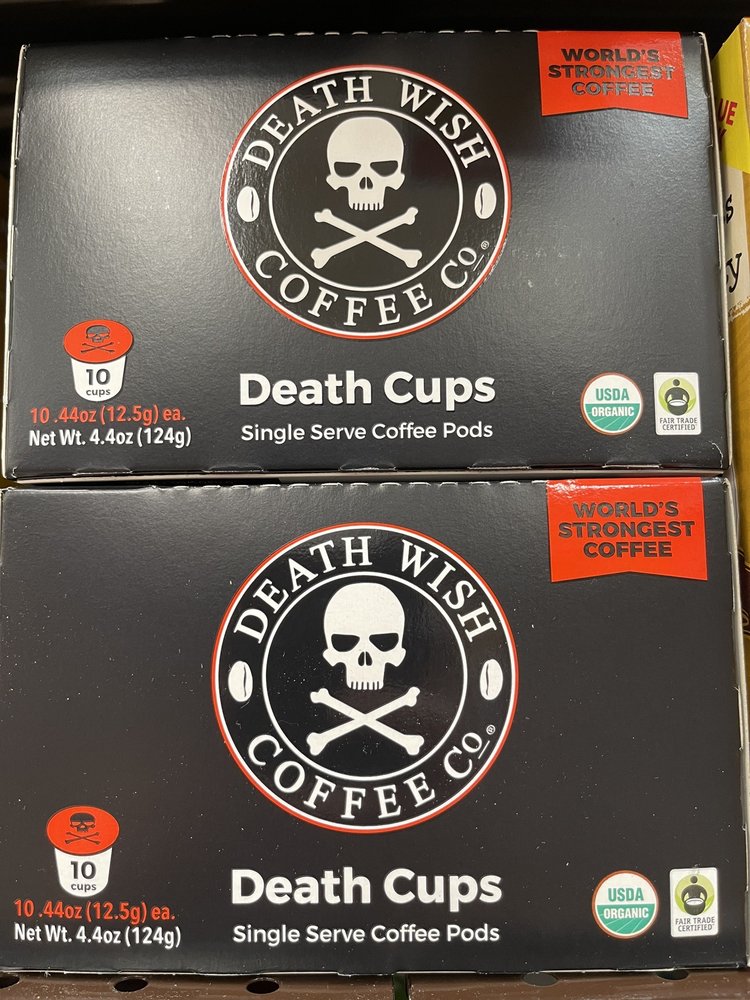 WORLD'S
STRONGEST
COFFEE
DEATH WISH
COFFEE CO.®
10
cups
10 .44oz (12.5g) ea.
Net Wt. 4.4oz (124g)
Death Cups
Single Serve Coffee Pods
USDA
ORGANIC
FAIR TRADE
CERTIFIED
WORLD'S
STRONGEST
COFFEE
DEATH WISH
COFFEE CO.®
10
cups
10 .44oz (12.5g) ea.
Net Wt. 4.4oz (124g)
Death Cups
Single Serve Coffee Pods
USDA
ORGANIC
FAIR TRADE
CERTIFIED